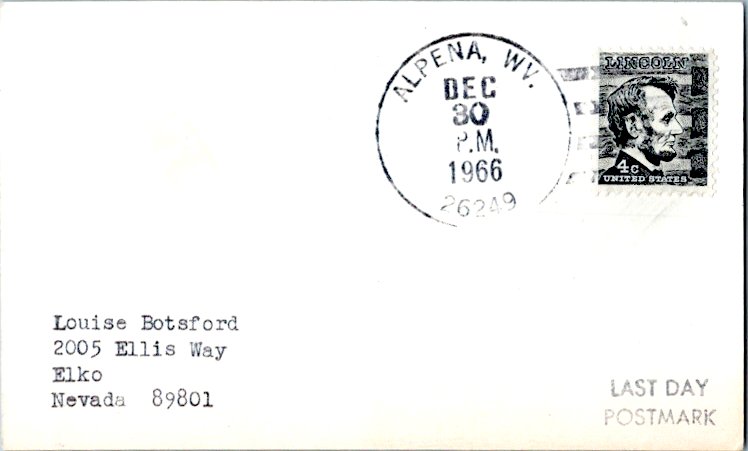 ALPENA, WV.
DEC
30
P.M.
1966
26249
LINCOLN
4c
UNITED STATES
Louise Botsford
2005 Ellis Way
Elko
Nevada 89801
LAST DAY
POSTMARK